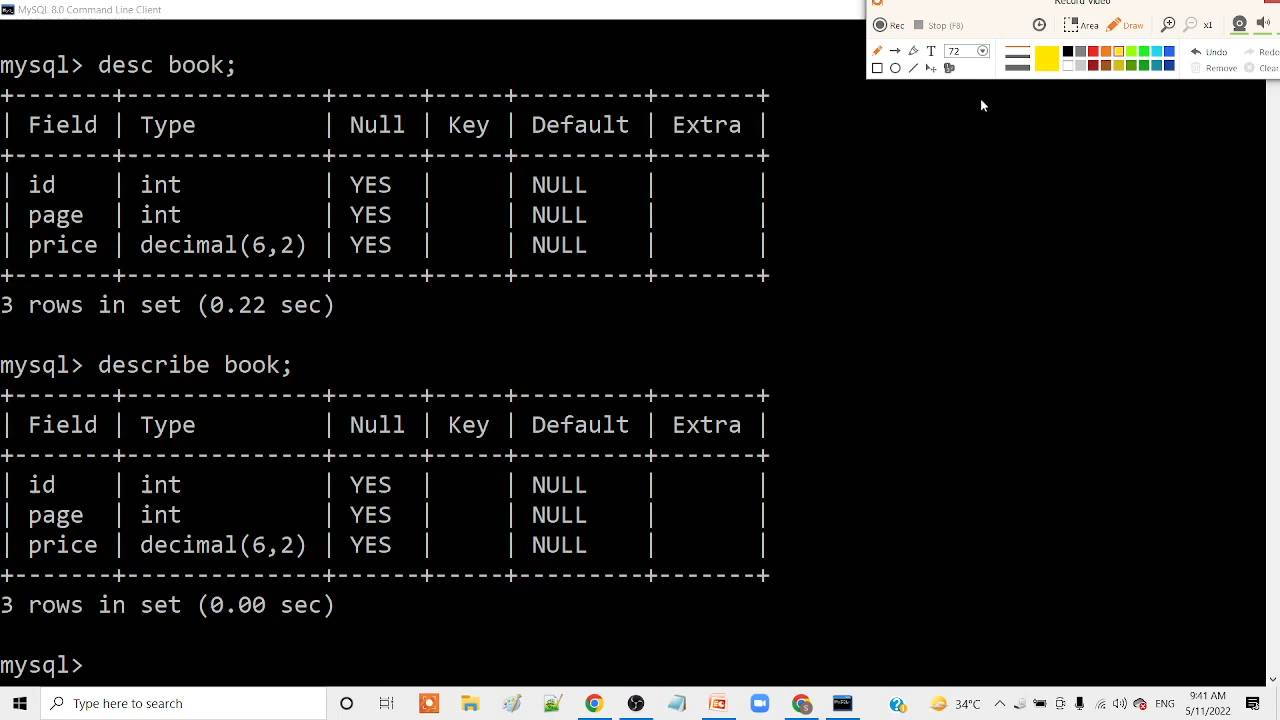 MySQL 8.0 Command Line Client
Record Video
Rec Stop (F8) Area Draw x1
T 72 Undo Redo
Remove Clear
mysql> desc book;
+-------+--------------+------+-----+---------+-------+
| Field | Type         | Null | Key | Default | Extra |
+-------+--------------+------+-----+---------+-------+
| id    | int          | YES  |     | NULL    |       |
| page  | int          | YES  |     | NULL    |       |
| price | decimal(6,2) | YES  |     | NULL    |       |
+-------+--------------+------+-----+---------+-------+
3 rows in set (0.22 sec)
mysql> describe book;
+-------+--------------+------+-----+---------+-------+
| Field | Type         | Null | Key | Default | Extra |
+-------+--------------+------+-----+---------+-------+
| id    | int          | YES  |     | NULL    |       |
| page  | int          | YES  |     | NULL    |       |
| price | decimal(6,2) | YES  |     | NULL    |       |
+-------+--------------+------+-----+---------+-------+
3 rows in set (0.00 sec)
mysql>
Type here to search
34°C
ENG
9:41 AM
5/11/2022